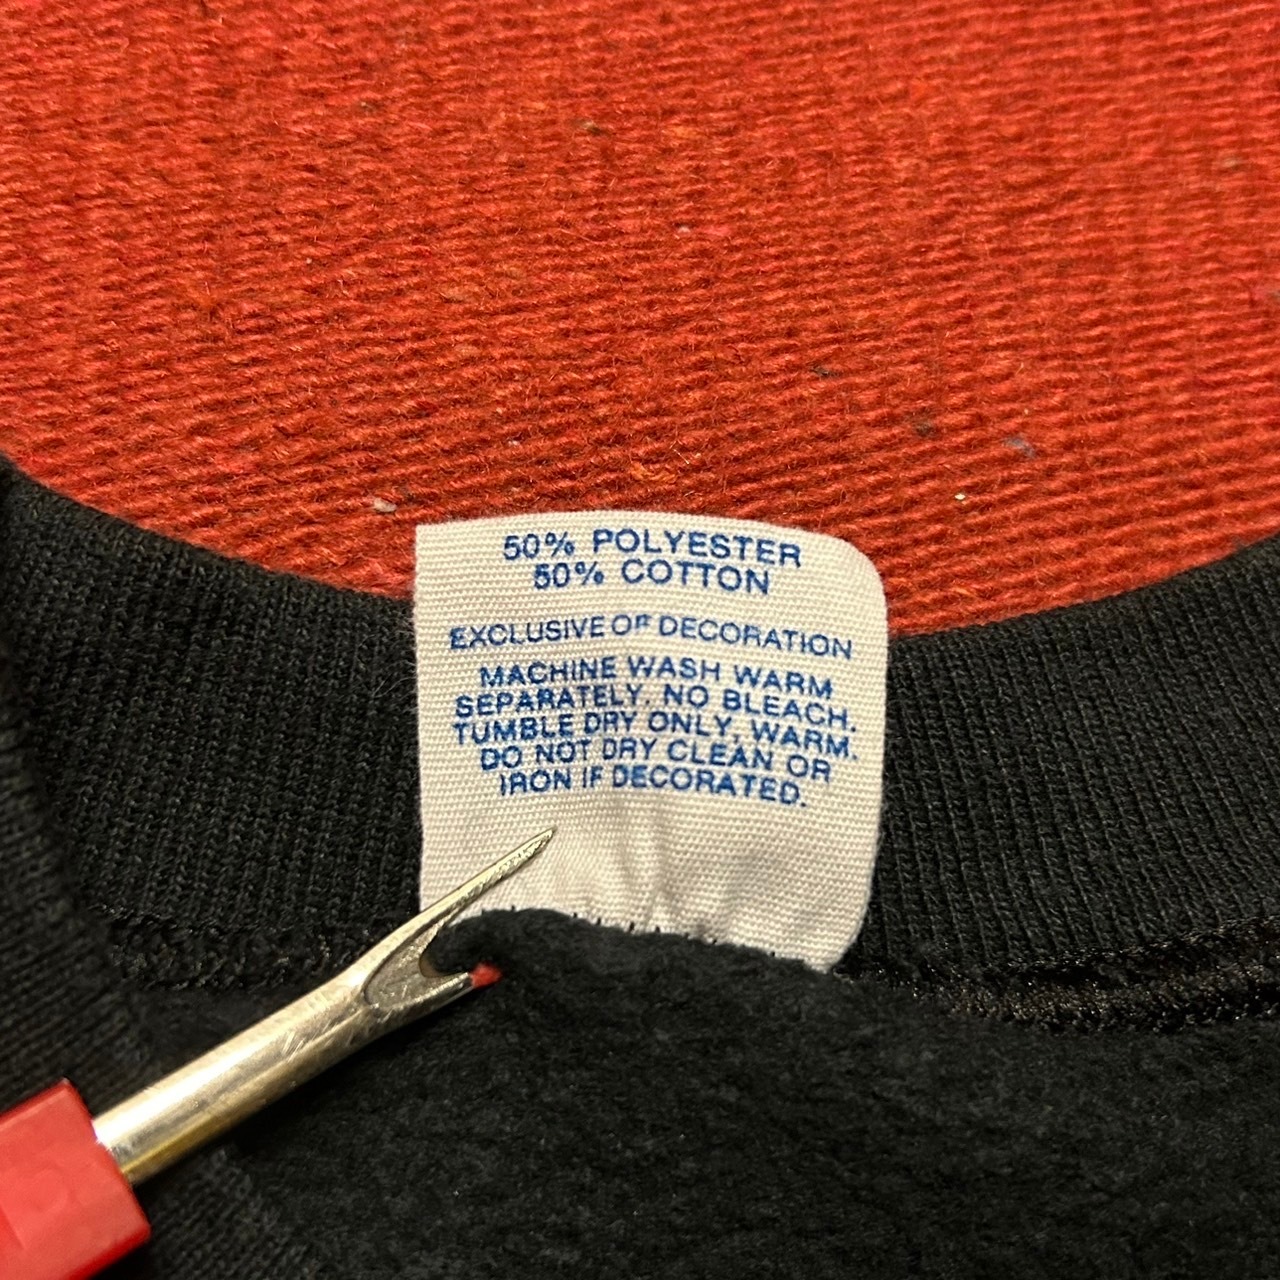 50% POLYESTER
50% COTTON
EXCLUSIVE OF DECORATION
MACHINE WASH WARM
SEPARATELY, NO BLEACH.
TUMBLE DRY ONLY, WARM.
DO NOT DRY CLEAN OR
IRON IF DECORATED.